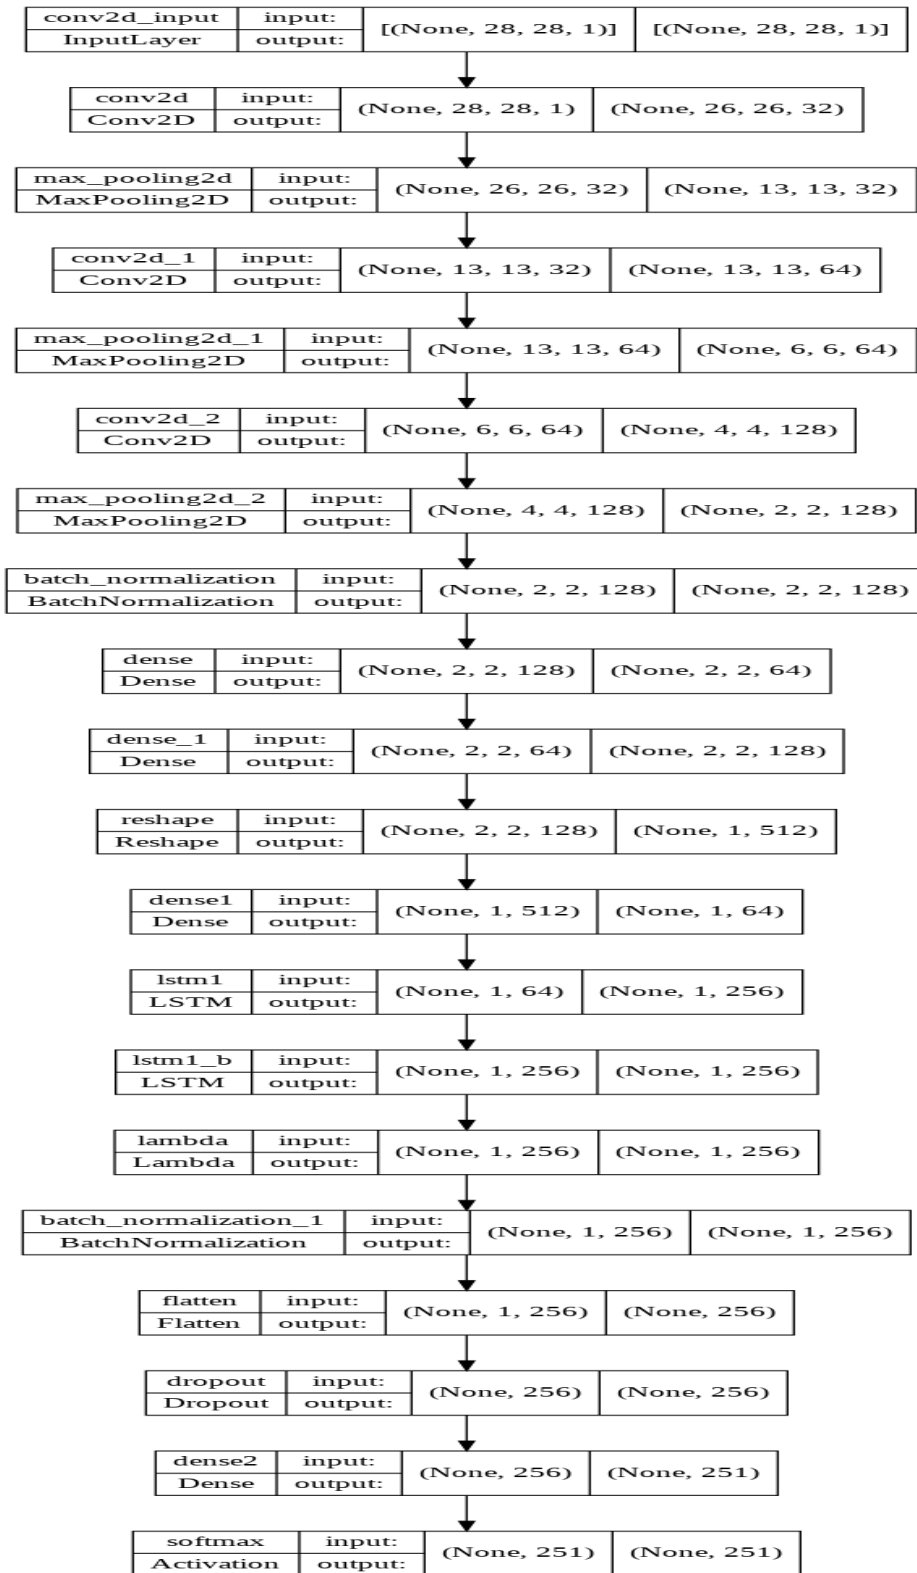 conv2d_input input: [(None, 28, 28, 1)] [(None, 28, 28, 1)]
InputLayer output:
conv2d input: (None, 28, 28, 1) (None, 26, 26, 32)
Conv2D output:
max_pooling2d input: (None, 26, 26, 32) (None, 13, 13, 32)
MaxPooling2D output:
conv2d_1 input: (None, 13, 13, 32) (None, 13, 13, 64)
Conv2D output:
max_pooling2d_1 input: (None, 13, 13, 64) (None, 6, 6, 64)
MaxPooling2D output:
conv2d_2 input: (None, 6, 6, 64) (None, 4, 4, 128)
Conv2D output:
max_pooling2d_2 input: (None, 4, 4, 128) (None, 2, 2, 128)
MaxPooling2D output:
batch_normalization input: (None, 2, 2, 128) (None, 2, 2, 128)
BatchNormalization output:
dense input: (None, 2, 2, 128) (None, 2, 2, 64)
Dense output:
dense_1 input: (None, 2, 2, 64) (None, 2, 2, 128)
Dense output:
reshape input: (None, 2, 2, 128) (None, 1, 512)
Reshape output:
dense1 input: (None, 1, 512) (None, 1, 64)
Dense output:
lstm1 input: (None, 1, 64) (None, 1, 256)
LSTM output:
lstm1_b input: (None, 1, 256) (None, 1, 256)
LSTM output:
lambda input: (None, 1, 256) (None, 1, 256)
Lambda output:
batch_normalization_1 input: (None, 1, 256) (None, 1, 256)
BatchNormalization output:
flatten input: (None, 1, 256) (None, 256)
Flatten output:
dropout input: (None, 256) (None, 256)
Dropout output:
dense2 input: (None, 256) (None, 251)
Dense output:
softmax input: (None, 251) (None, 251)
Activation output: